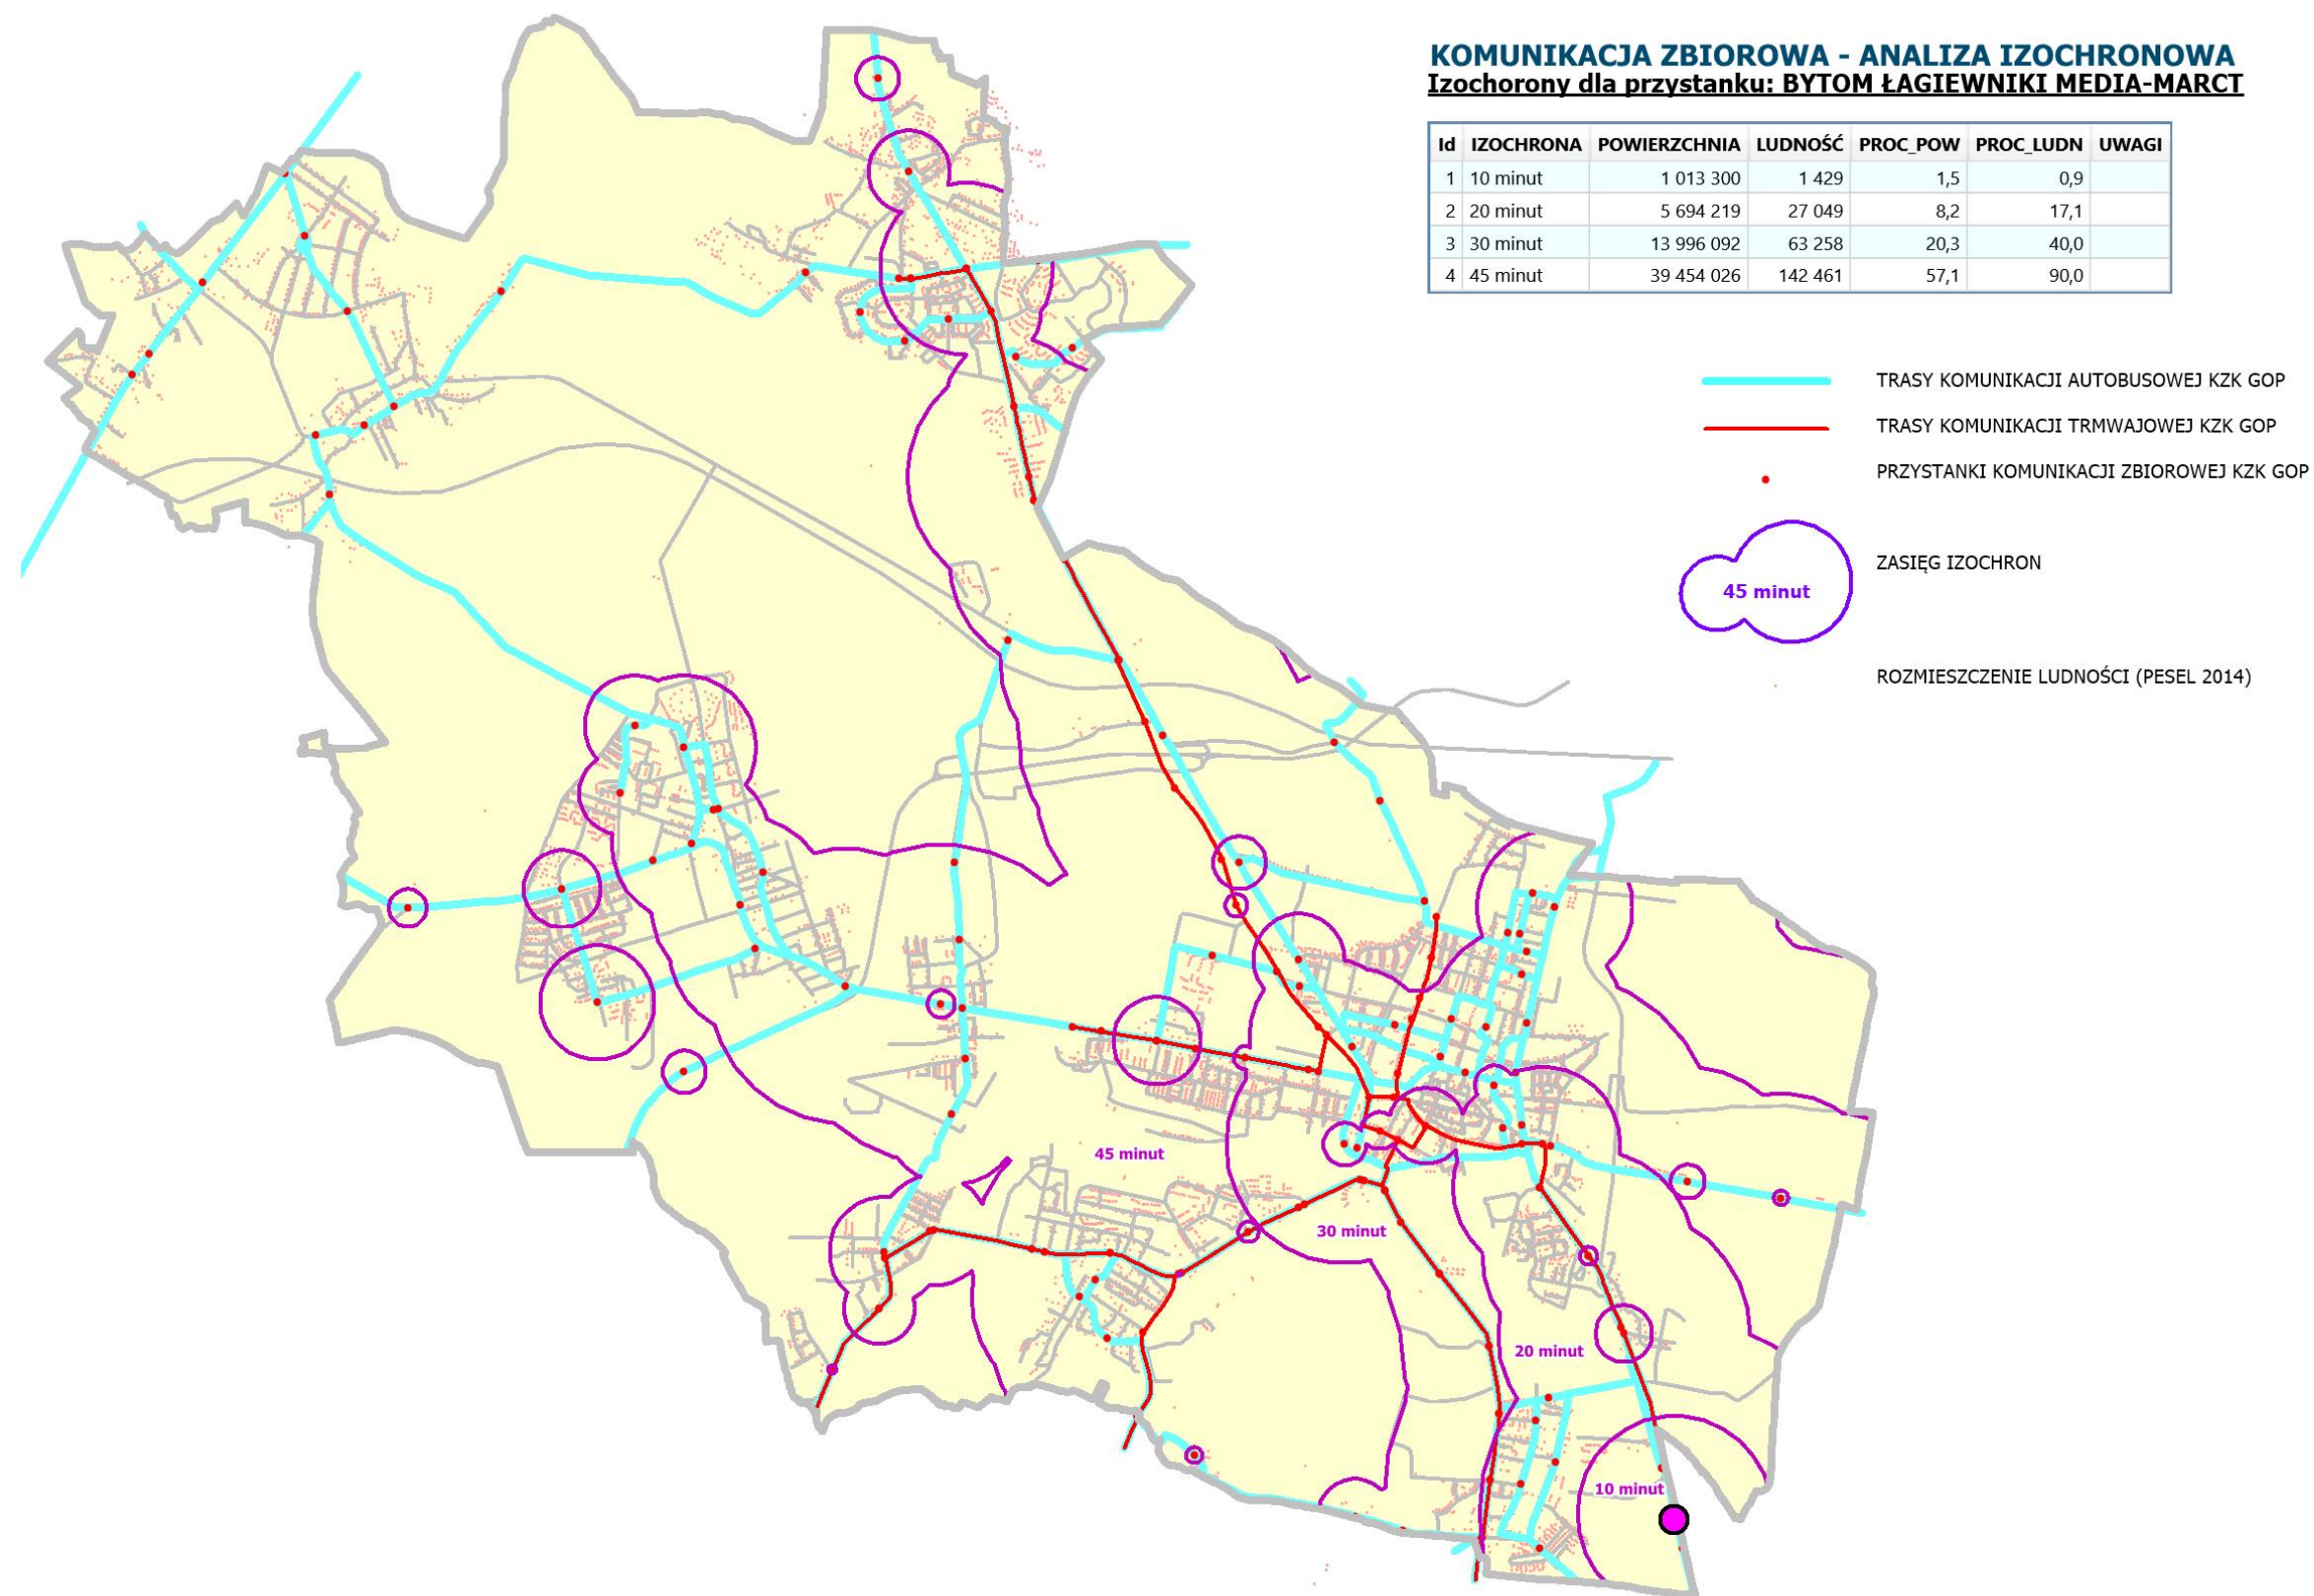 KOMUNIKACJA ZBIOROWA - ANALIZA IZOCHRONOWA
Izochorony dla przystanku: BYTOM ŁAGIEWNIKI MEDIA-MARCT
Id IZOCHRONA POWIERZCHNIA LUDNOŚĆ PROC_POW PROC_LUDN UWAGI
1 10 minut 1 013 300 1 429 1,5 0,9
2 20 minut 5 694 219 27 049 8,2 17,1
3 30 minut 13 996 092 63 258 20,3 40,0
4 45 minut 39 454 026 142 461 57,1 90,0
TRASY KOMUNIKACJI AUTOBUSOWEJ KZK GOP
TRASY KOMUNIKACJI TRMWAJOWEJ KZK GOP
PRZYSTANKI KOMUNIKACJI ZBIOROWEJ KZK GOP
ZASIĘG IZOCHRON
45 minut
ROZMIESZCZENIE LUDNOŚCI (PESEL 2014)
45 minut
30 minut
20 minut
10 minut